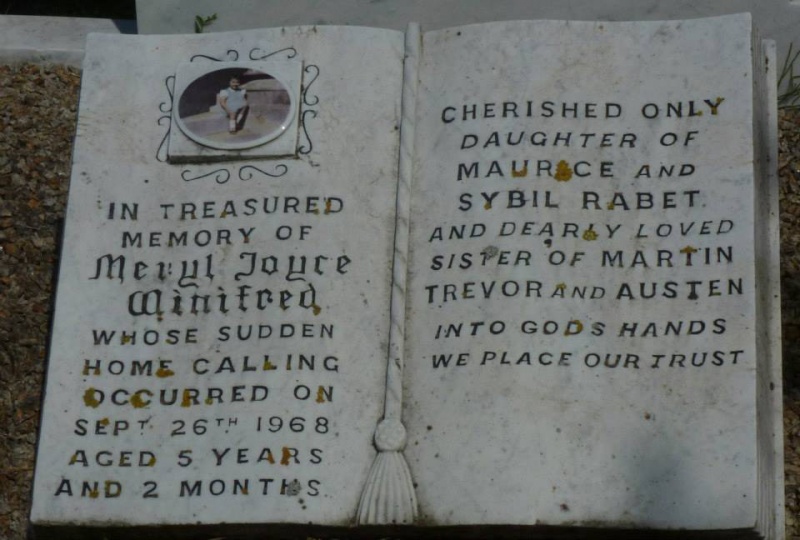 IN TREASURED
MEMORY OF
Meryl Joyce
Winifred
WHOSE SUDDEN
HOME CALLING
OCCURRED ON
SEPT 26TH 1968
AGED 5 YEARS
AND 2 MONTHS
CHERISHED ONLY
DAUGHTER OF
MAURICE AND
SYBIL RABET
AND DEARLY LOVED
SISTER OF MARTIN
TREVOR AND AUSTEN
INTO GODS HANDS
WE PLACE OUR TRUST